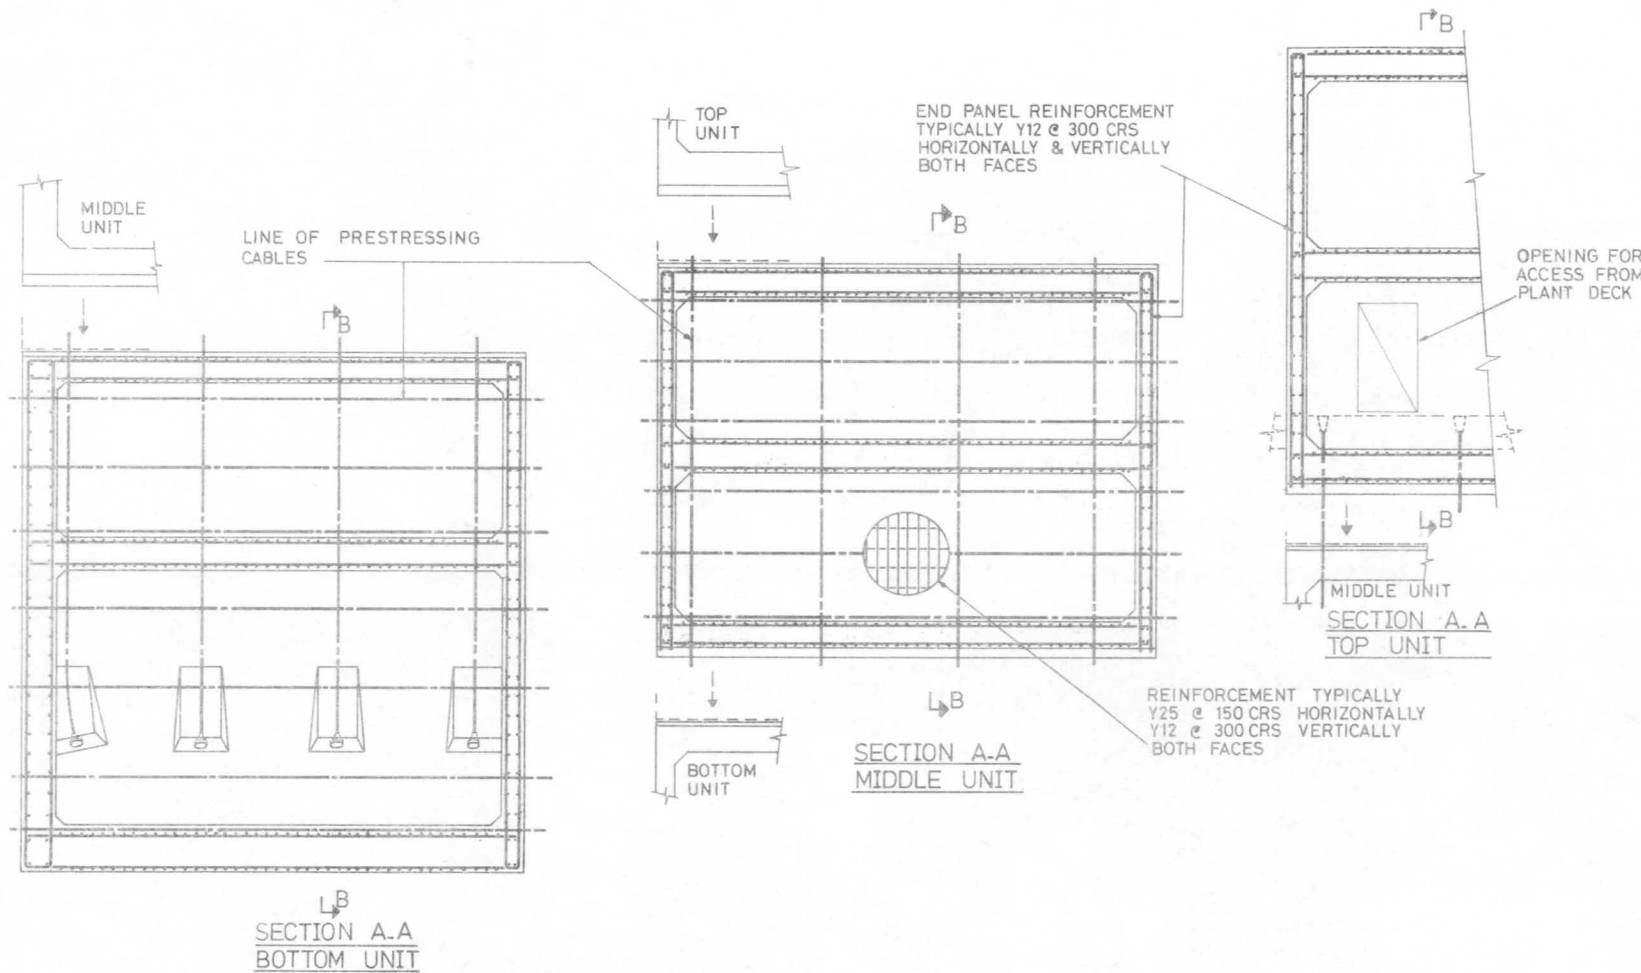 MIDDLE
UNIT
LINE OF PRESTRESSING
CABLES
B
B
SECTION A-A
BOTTOM UNIT
TOP
UNIT
END PANEL REINFORCEMENT
TYPICALLY Y12 @ 300 CRS
HORIZONTALLY & VERTICALLY
BOTH FACES
B
B
BOTTOM
UNIT
SECTION A-A
MIDDLE UNIT
REINFORCEMENT TYPICALLY
Y25 @ 150 CRS HORIZONTALLY
Y12 @ 300 CRS VERTICALLY
BOTH FACES
B
OPENING FOR
ACCESS FROM
PLANT DECK
B
MIDDLE UNIT
SECTION A-A
TOP UNIT